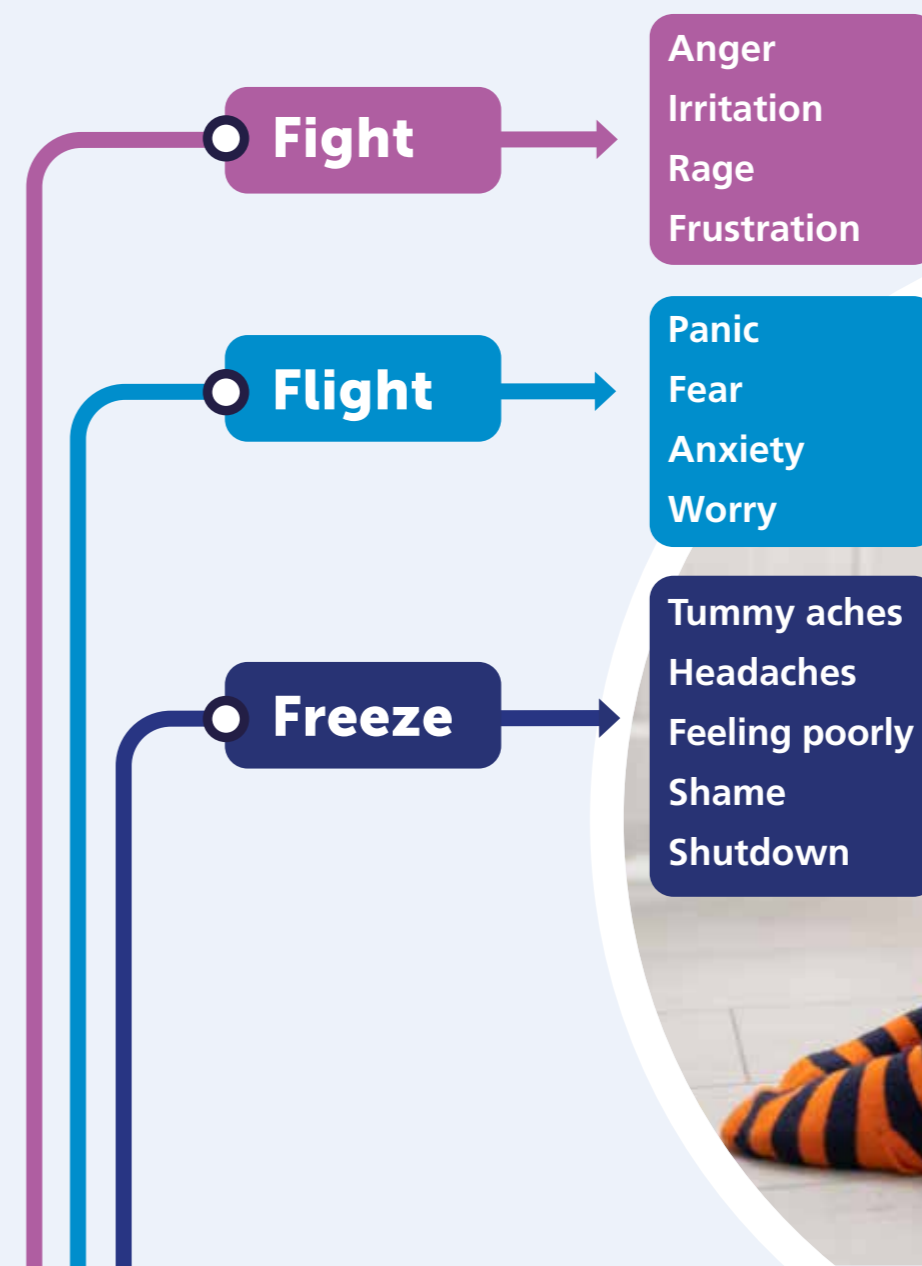 Fight
Anger
Irritation
Rage
Frustration
Flight
Panic
Fear
Anxiety
Worry
Freeze
Tummy aches
Headaches
Feeling poorly
Shame
Shutdown